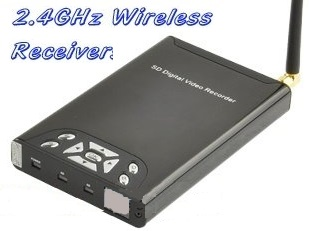 2.4GHz Wireless
Receiver.
SD Digital Video Recorder